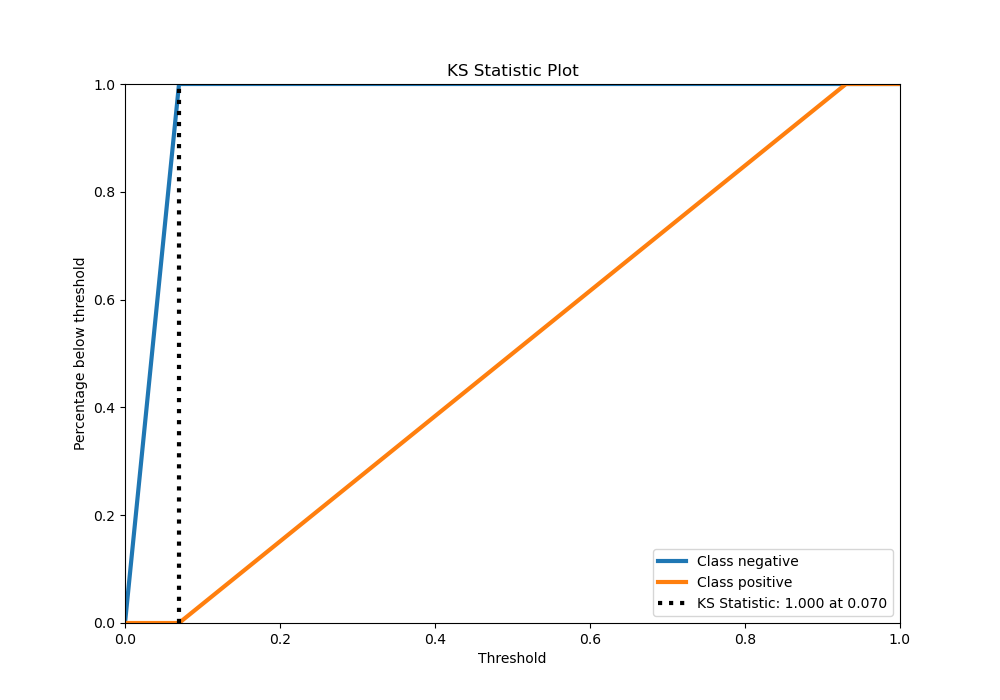 KS Statistic Plot
1.0
0.8
0.6
0.4
0.2
0.0
Percentage below threshold
0.0 0.2 0.4 0.6 0.8 1.0
Threshold
Class negative
Class positive
KS Statistic: 1.000 at 0.070